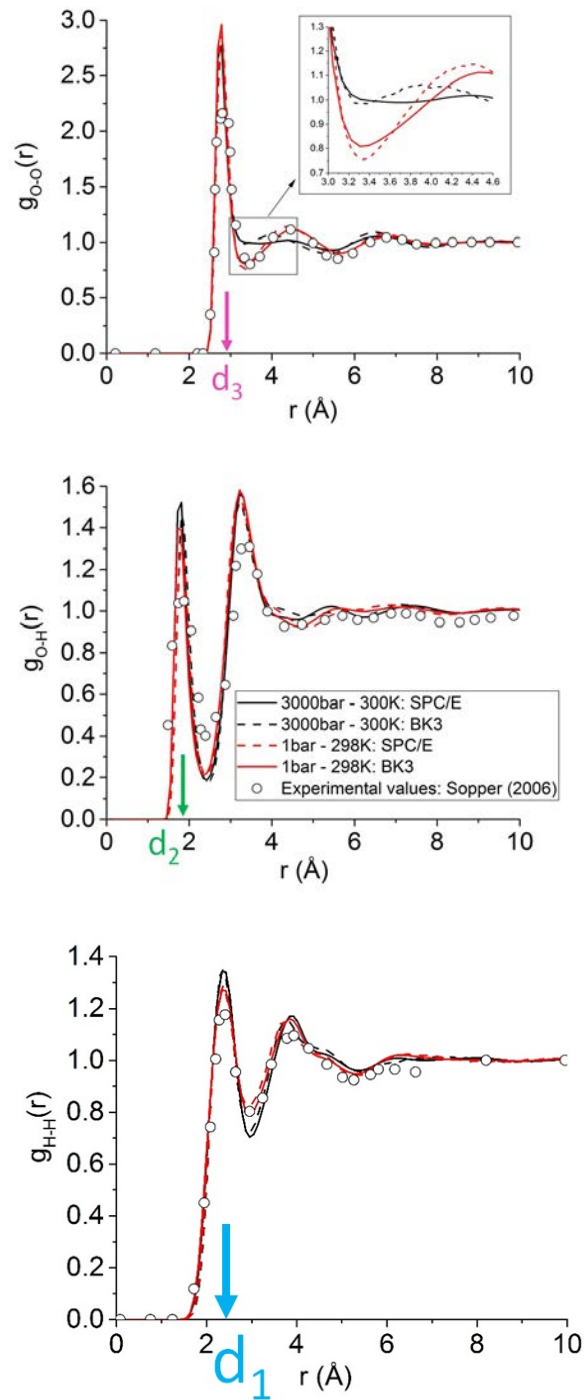 3.0
2.5
2.0
1.5
1.0
0.5
0.0
g O-O (r)
1.3
1.2
1.1
1.0
0.9
0.8
0.7
3.0 3.2 3.4 3.6 3.8 4.0 4.2 4.4 4.6
0 2 4 6 8 10
d3
r (Å)
1.6
1.4
1.2
1.0
0.8
0.6
0.4
0.2
0.0
g O-H (r)
3000bar - 300K: SPC/E
3000bar - 300K: BK3
1bar - 298K: SPC/E
1bar - 298K: BK3
Experimental values: Sopper (2006)
0 2 4 6 8 10
d2
r (Å)
1.4
1.2
1.0
0.8
0.6
0.4
0.2
0.0
g H-H (r)
0 2 4 6 8 10
d1
r (Å)